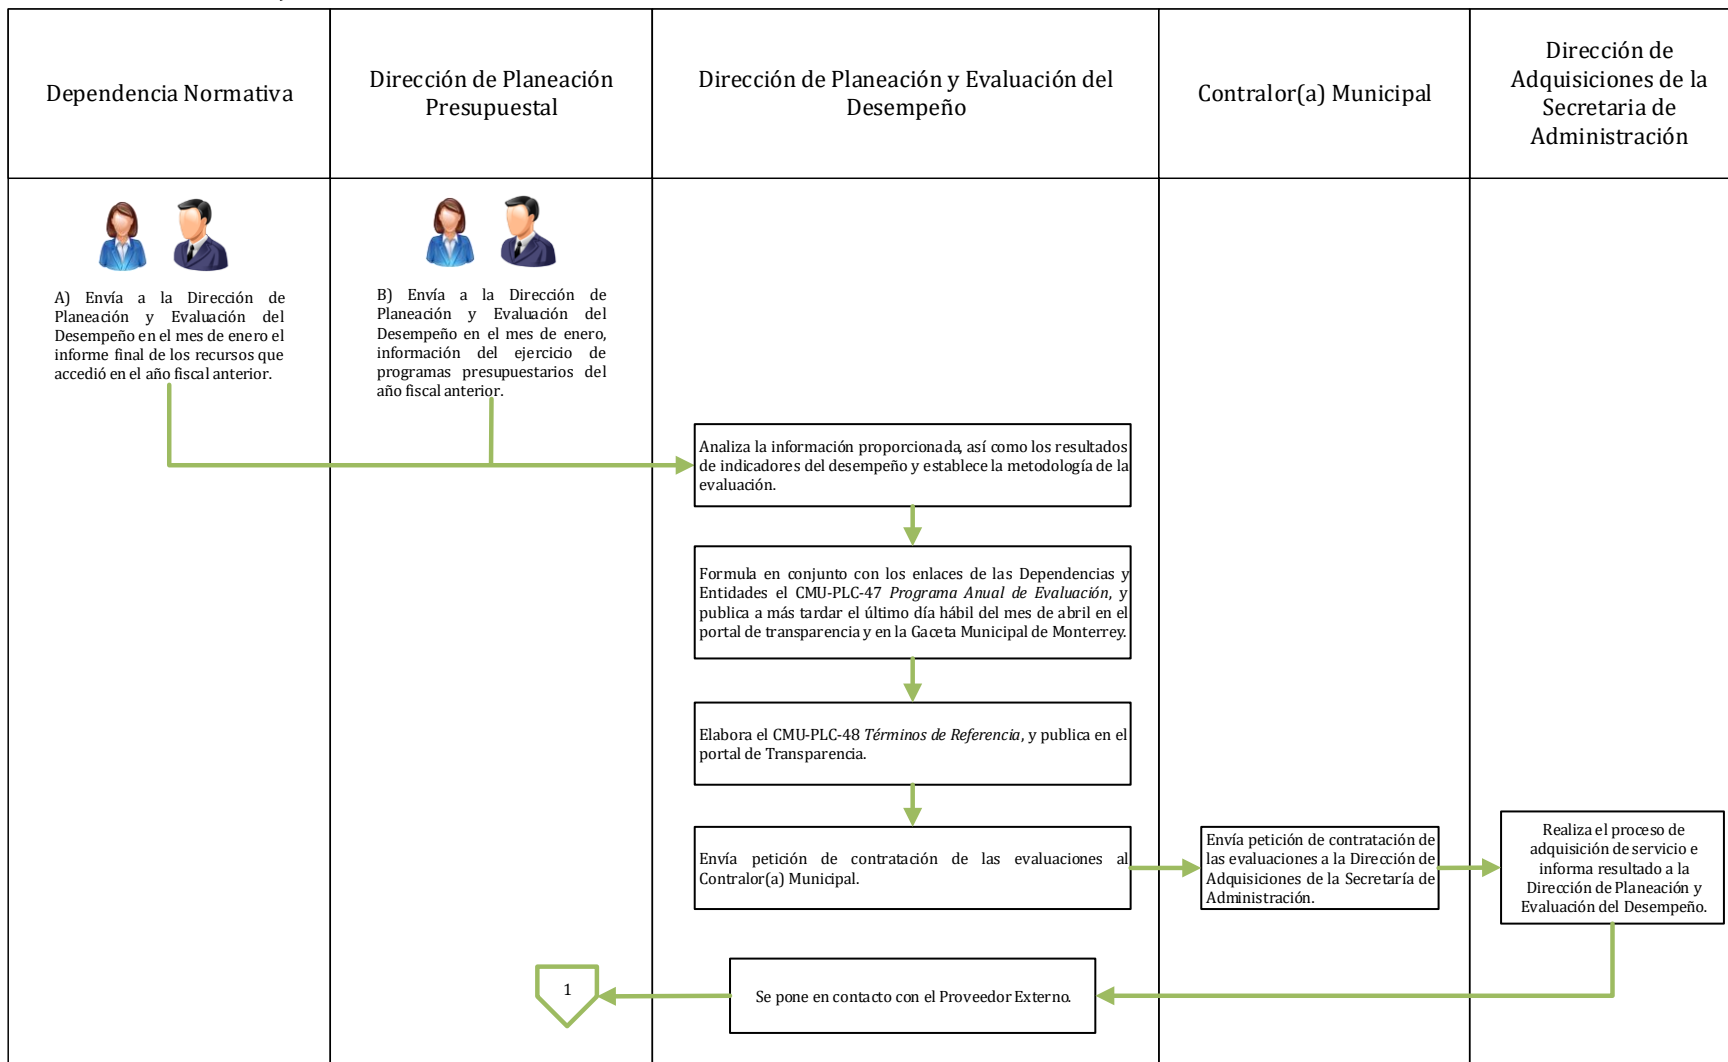 Dependencia Normativa
Dirección de Planeación
Presupuestal
Dirección de Planeación y Evaluación del
Desempeño
Contralor(a) Municipal
Dirección de
Adquisiciones de la
Secretaria de
Administración
A) Envía a la Dirección de
Planeación y Evaluación del
Desempeño en el mes de enero el
informe final de los recursos que
accedió en el año fiscal anterior.
B) Envía a la Dirección de
Planeación y Evaluación del
Desempeño en el mes de enero,
información del ejercicio de
programas presupuestarios del
año fiscal anterior.
Analiza la información proporcionada, así como los resultados
de indicadores del desempeño y establece la metodología de la
evaluación.
Formula en conjunto con los enlaces de las Dependencias y
Entidades el CMU-PLC-47 Programa Anual de Evaluación, y
publica a más tardar el último día hábil del mes de abril en el
portal de transparencia y en la Gaceta Municipal de Monterrey.
Elabora el CMU-PLC-48 Términos de Referencia, y publica en el
portal de Transparencia.
Envía petición de contratación de las evaluaciones al
Contralor(a) Municipal.
Envía petición de contratación de
las evaluaciones a la Dirección de
Adquisiciones de la Secretaría de
Administración.
Realiza el proceso de
adquisición de servicio e
informa resultado a la
Dirección de Planeación y
Evaluación del Desempeño.
1
Se pone en contacto con el Proveedor Externo.